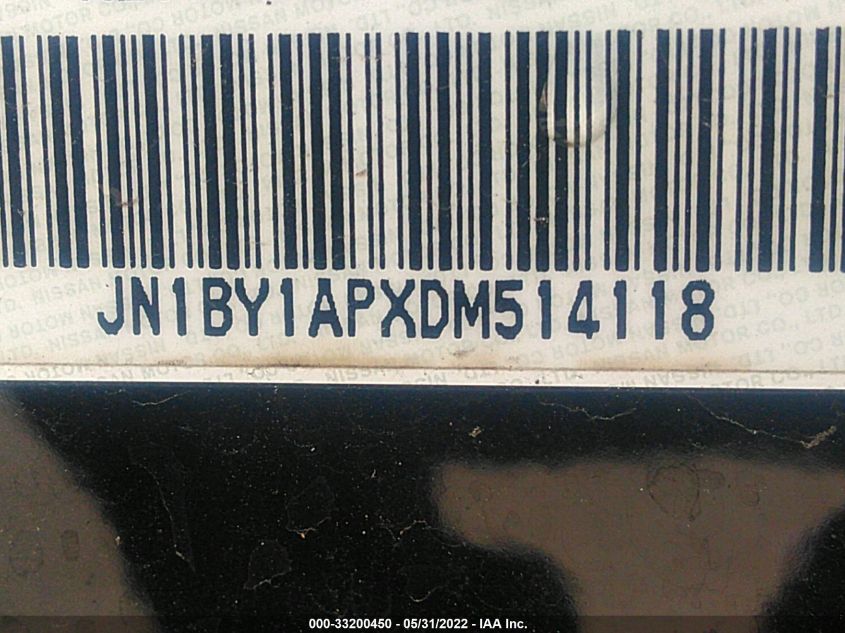 JN1BY1APXDM514118
000-33200450 - 05/31/2022 - IAA Inc.